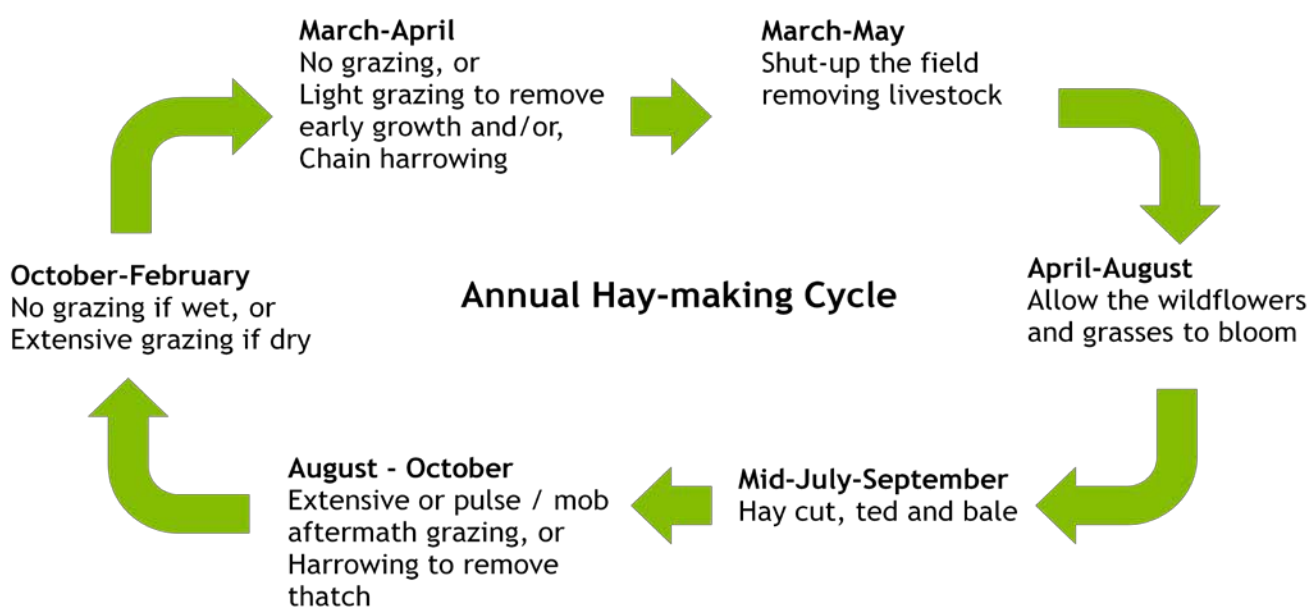 March-April
No grazing, or
Light grazing to remove
early growth and/or,
Chain harrowing
March-May
Shut-up the field
removing livestock
April-August
Allow the wildflowers
and grasses to bloom
Mid-July-September
Hay cut, ted and bale
August - October
Extensive or pulse / mob
aftermath grazing, or
Harrowing to remove
thatch
October-February
No grazing if wet, or
Extensive grazing if dry
Annual Hay-making Cycle